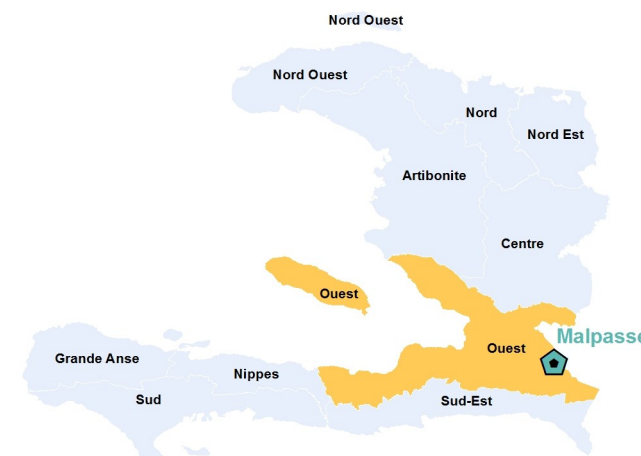 Nord Ouest
Nord Ouest
Nord
Nord Est
Artibonite
Centre
Ouest
Malpasse
Ouest
Grande Anse
Nippes
Sud
Sud-Est